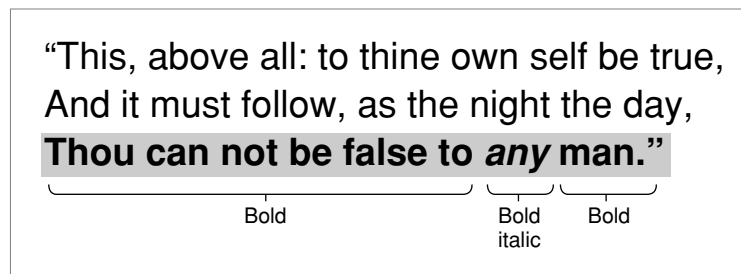 “This, above all: to thine own self be true,
And it must follow, as the night the day,
Thou can not be false to any man.”
Bold Bold Bold
italic